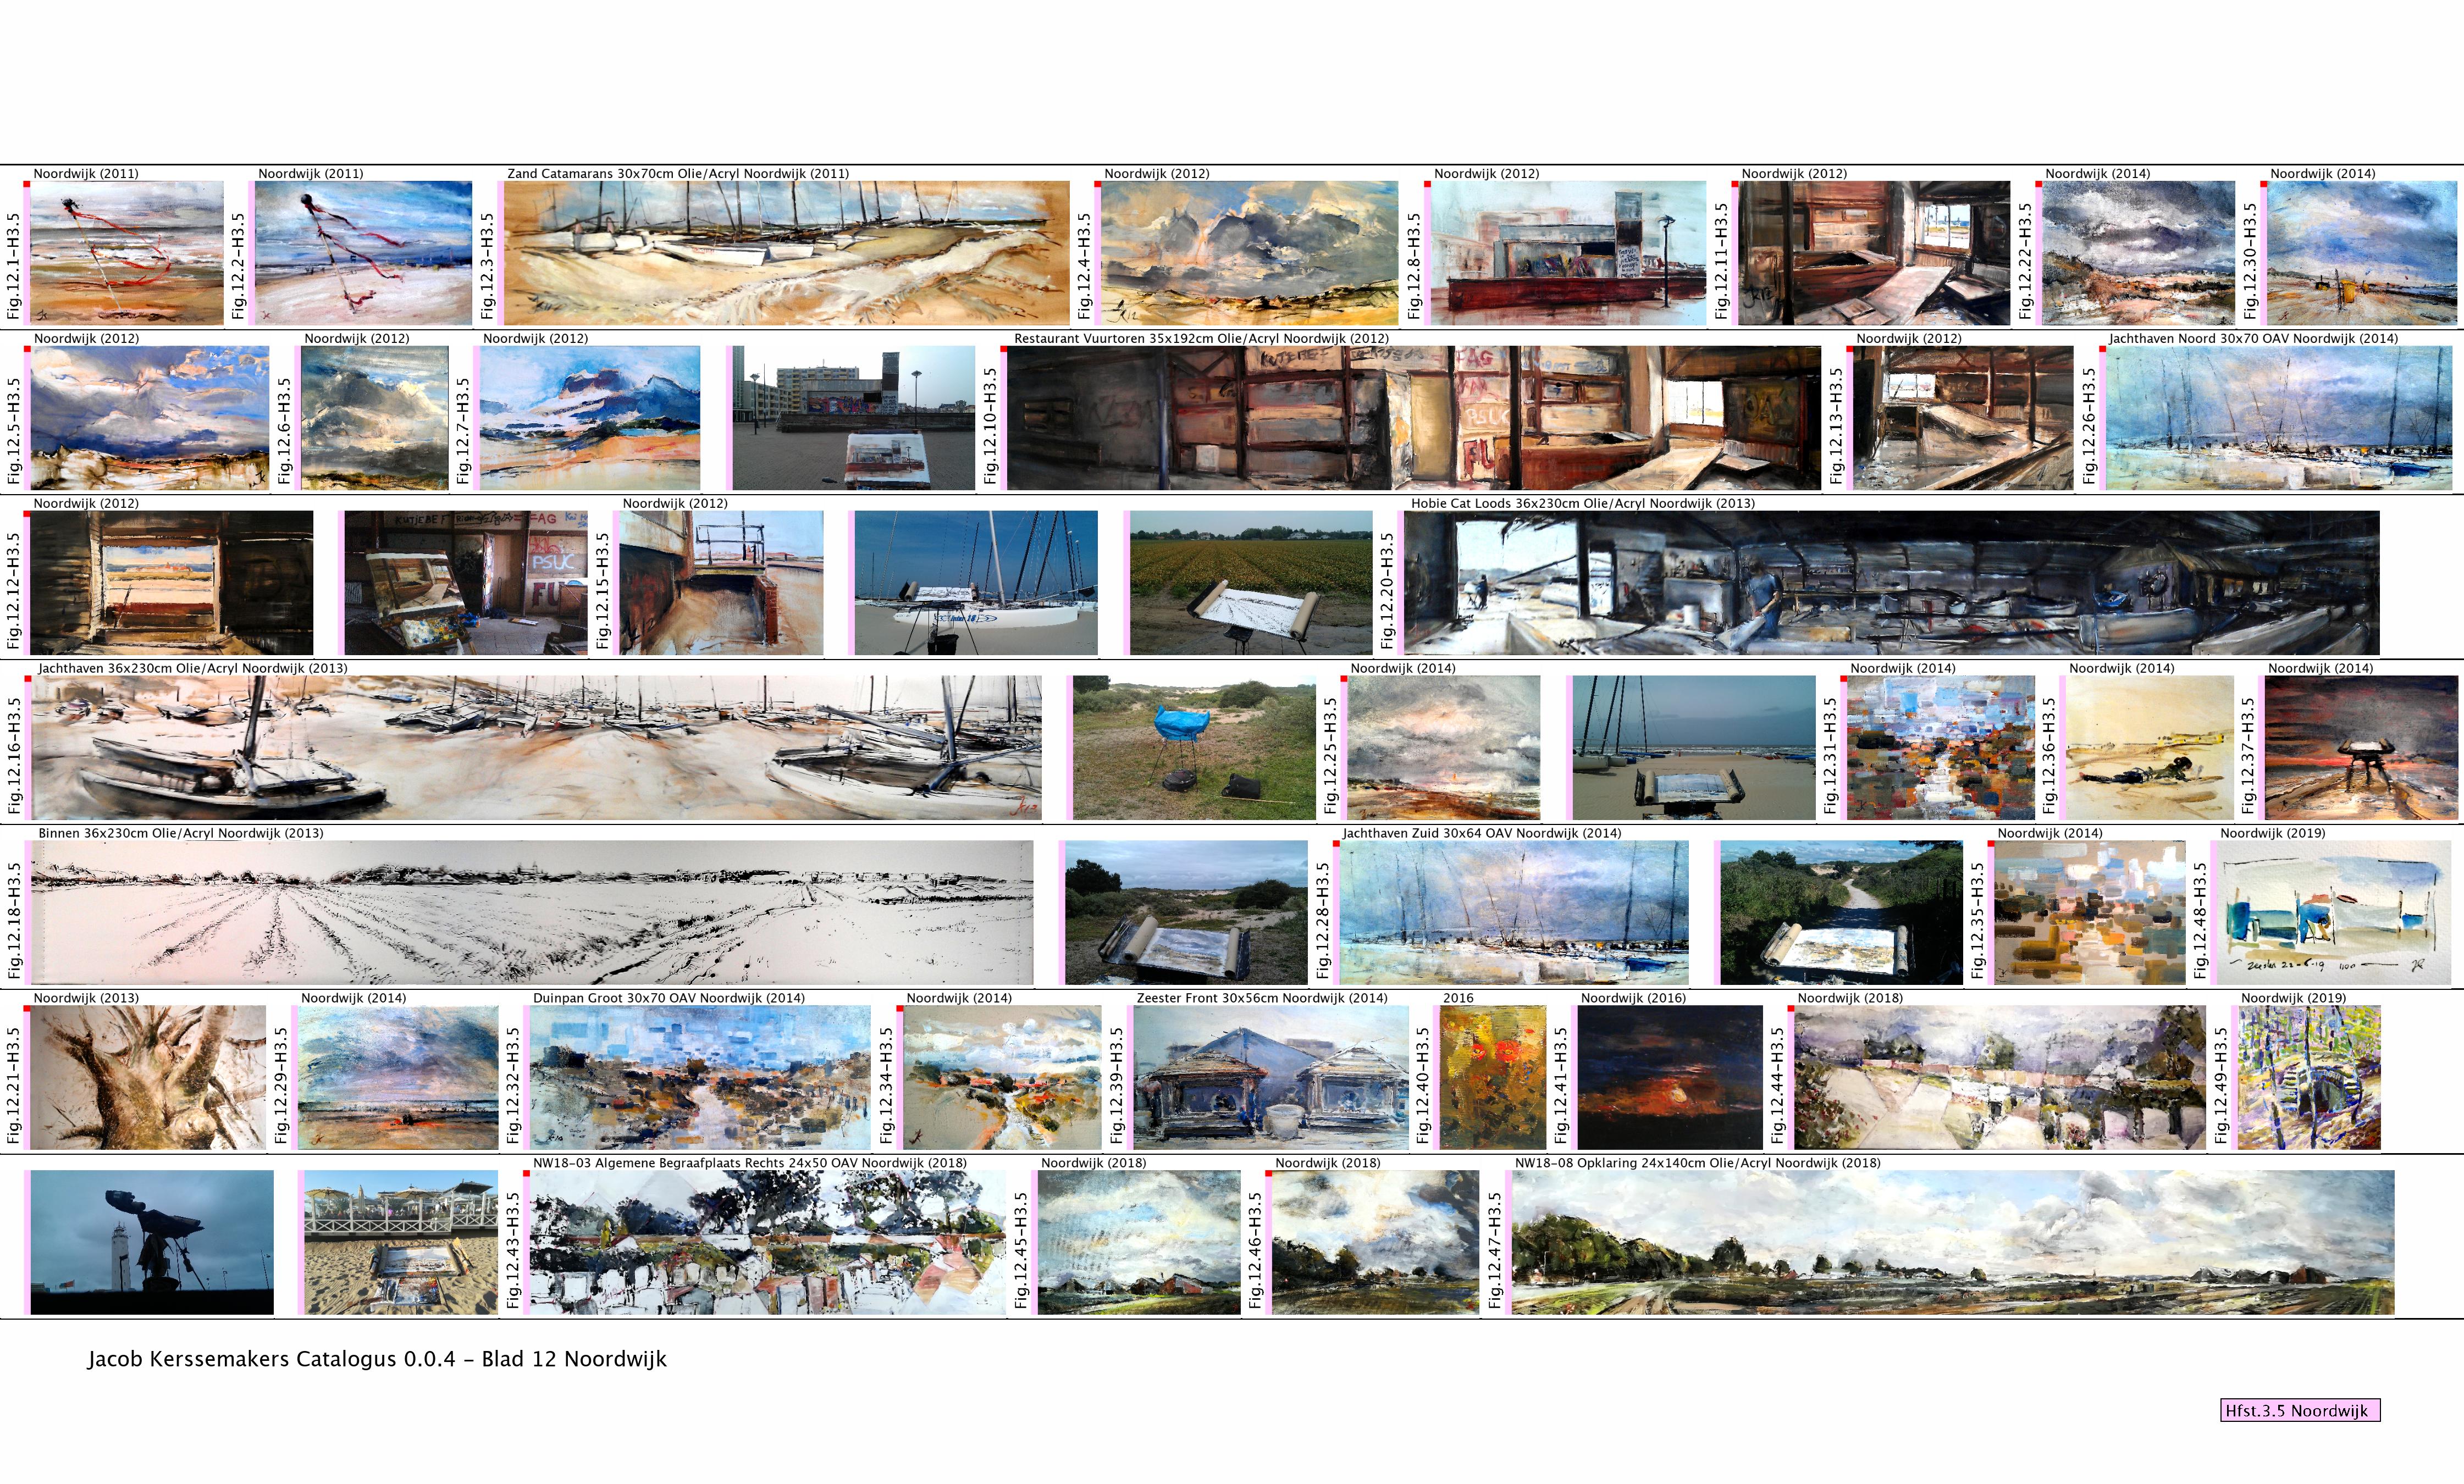 Noordwijk (2011)
Fig.12.1-H3.5
Noordwijk (2011)
Fig.12.2-H3.5
Zand Catamarans 30x70cm Olie/Acryl Noordwijk (2011)
Fig.12.3-H3.5
Noordwijk (2012)
Fig.12.4-H3.5
Noordwijk (2012)
Fig.12.8-H3.5
Noordwijk (2012)
Fig.12.11-H3.5
Noordwijk (2014)
Fig.12.22-H3.5
Noordwijk (2014)
Fig.12.30-H3.5
Noordwijk (2012)
Fig.12.5-H3.5
Noordwijk (2012)
Fig.12.6-H3.5
Noordwijk (2012)
Fig.12.7-H3.5
Restaurant Vuurtoren 35x192cm Olie/Acryl Noordwijk (2012)
Fig.12.10-H3.5
Noordwijk (2012)
Fig.12.13-H3.5
Jachthaven Noord 30x70 OAV Noordwijk (2014)
Fig.12.26-H3.5
Noordwijk (2012)
Fig.12.12-H3.5
PSUC
FU
Noordwijk (2012)
Fig.12.15-H3.5
Hobie Cat Loods 36x230cm Olie/Acryl Noordwijk (2013)
Fig.12.20-H3.5
Jachthaven 36x230cm Olie/Acryl Noordwijk (2013)
Fig.12.16-H3.5
Noordwijk (2014)
Fig.12.25-H3.5
Noordwijk (2014)
Fig.12.31-H3.5
Noordwijk (2014)
Fig.12.36-H3.5
Noordwijk (2014)
Fig.12.37-H3.5
Binnen 36x230cm Olie/Acryl Noordwijk (2013)
Fig.12.18-H3.5
Jachthaven Zuid 30x64 OAV Noordwijk (2014)
Fig.12.28-H3.5
Noordwijk (2014)
Fig.12.35-H3.5
Noordwijk (2019)
Fig.12.48-H3.5
Zeester 22-6-19
Noordwijk (2013)
Fig.12.21-H3.5
Noordwijk (2014)
Fig.12.29-H3.5
Duinpan Groot 30x70 OAV Noordwijk (2014)
Fig.12.32-H3.5
Noordwijk (2014)
Fig.12.34-H3.5
Zeester Front 30x56cm Noordwijk (2014)
Fig.12.39-H3.5
2016
Fig.12.40-H3.5
Noordwijk (2016)
Fig.12.41-H3.5
Noordwijk (2018)
Fig.12.44-H3.5
Noordwijk (2019)
Fig.12.49-H3.5
NW18-03 Algemene Begraafplaats Rechts 24x50 OAV Noordwijk (2018)
Fig.12.43-H3.5
Noordwijk (2018)
Fig.12.45-H3.5
Noordwijk (2018)
Fig.12.46-H3.5
NW18-08 Opklaring 24x140cm Olie/Acryl Noordwijk (2018)
Fig.12.47-H3.5
Jacob Kerssemakers Catalogus 0.0.4 - Blad 12 Noordwijk
Hfst.3.5 Noordwijk